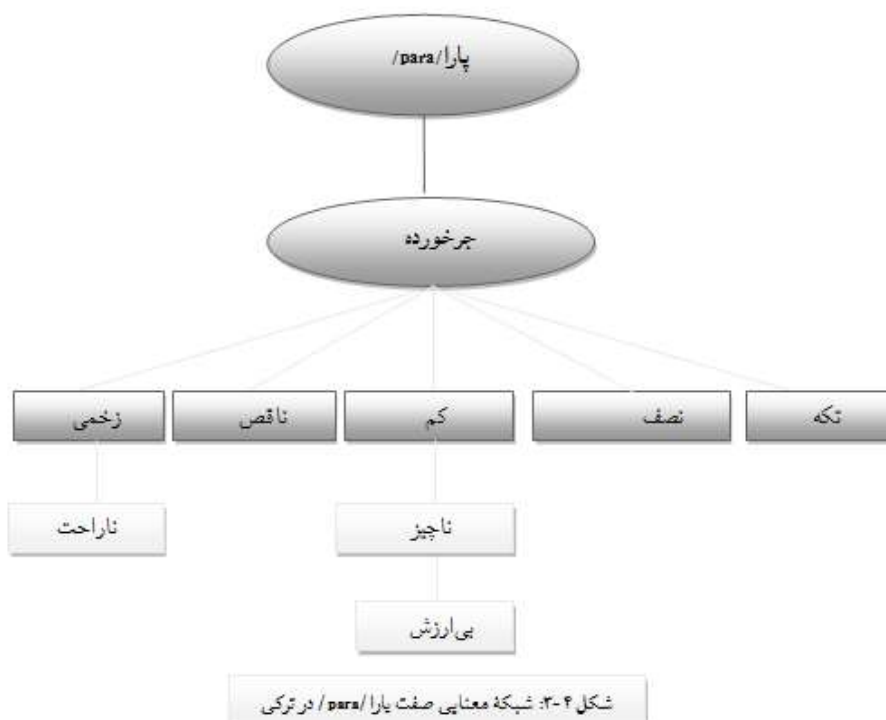 پارا /para/
جرخورده
تکه
نصف
کم
ناقص
زخمی
ناچیز
ناراحت
بی‌ارزش
شکل ۴-۳: شبکهٔ معنایی صفت پارا /para/ در ترکی